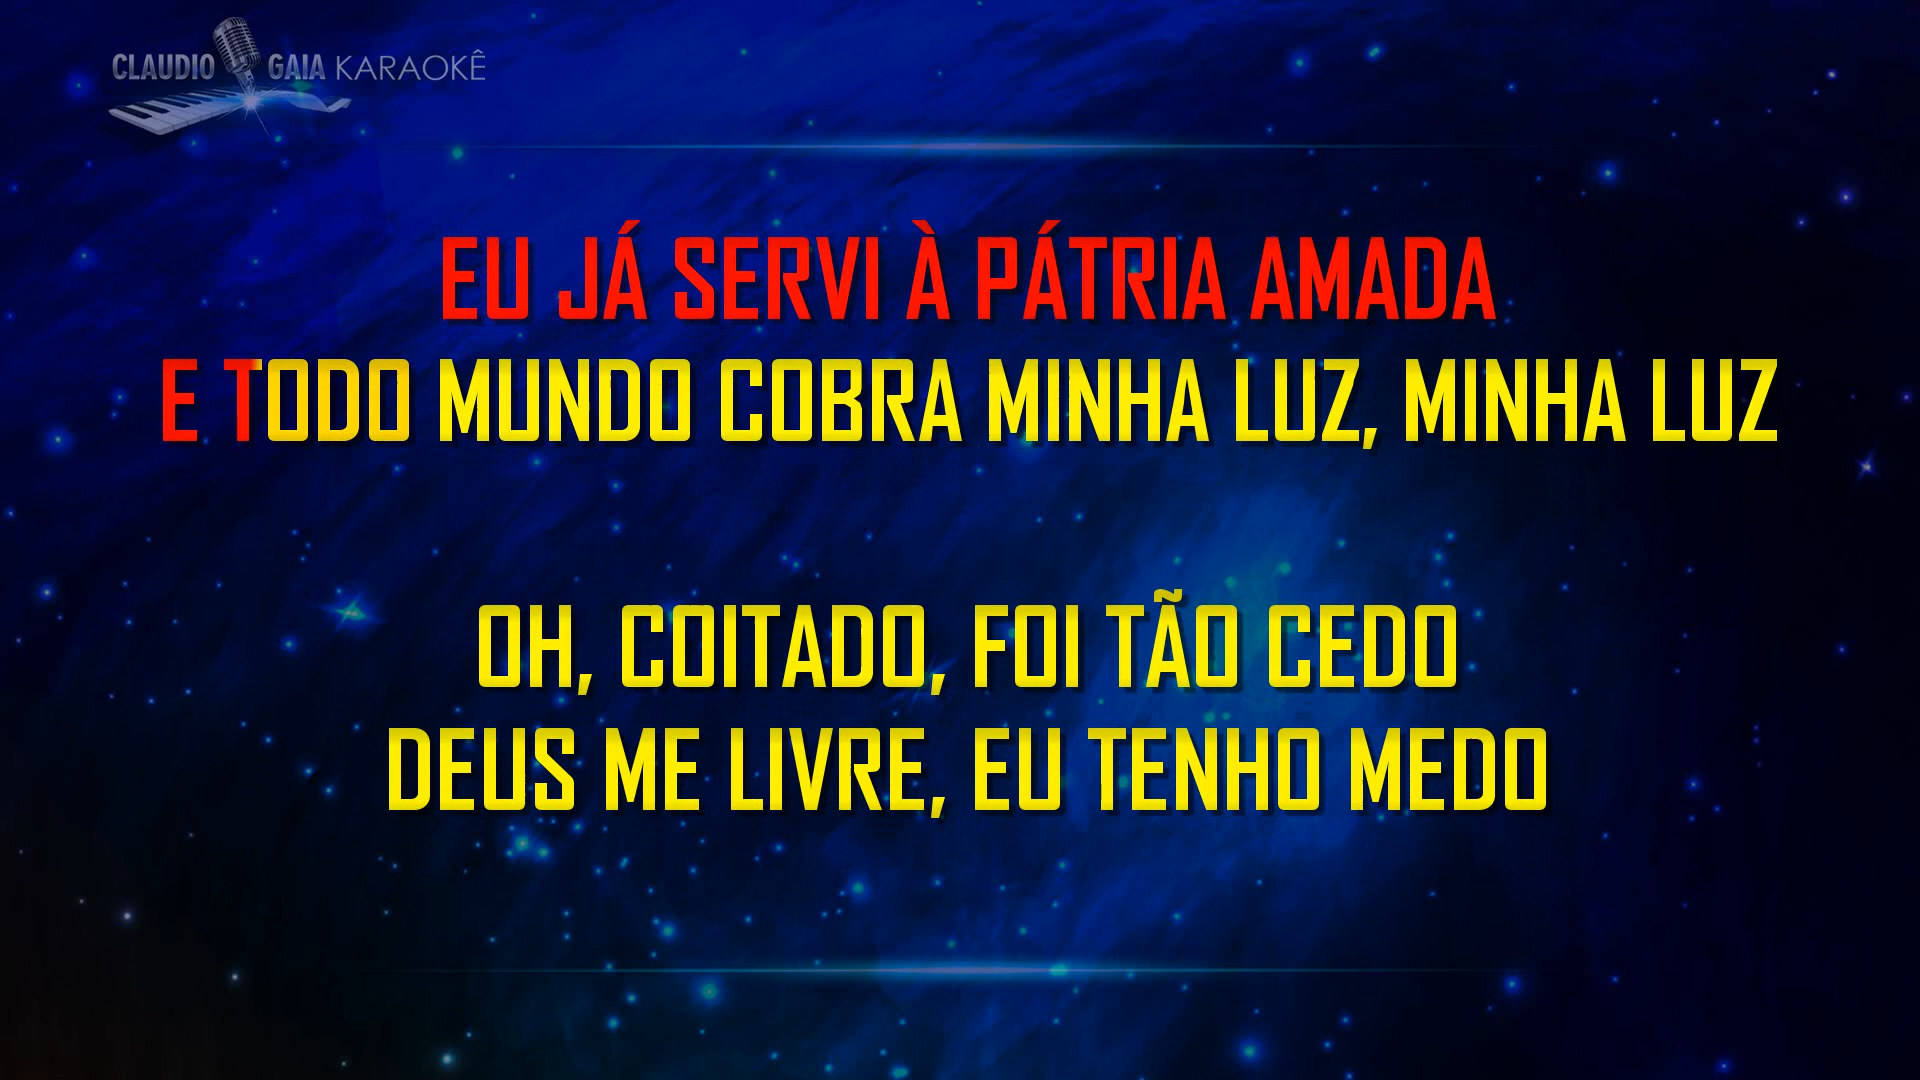 CLAUDIO GAIA KARAOKÊ
EU JÁ SERVI À PÁTRIA AMADA
E TODO MUNDO COBRA MINHA LUZ, MINHA LUZ
OH, COITADO, FOI TÃO CEDO
DEUS ME LIVRE, EU TENHO MEDO